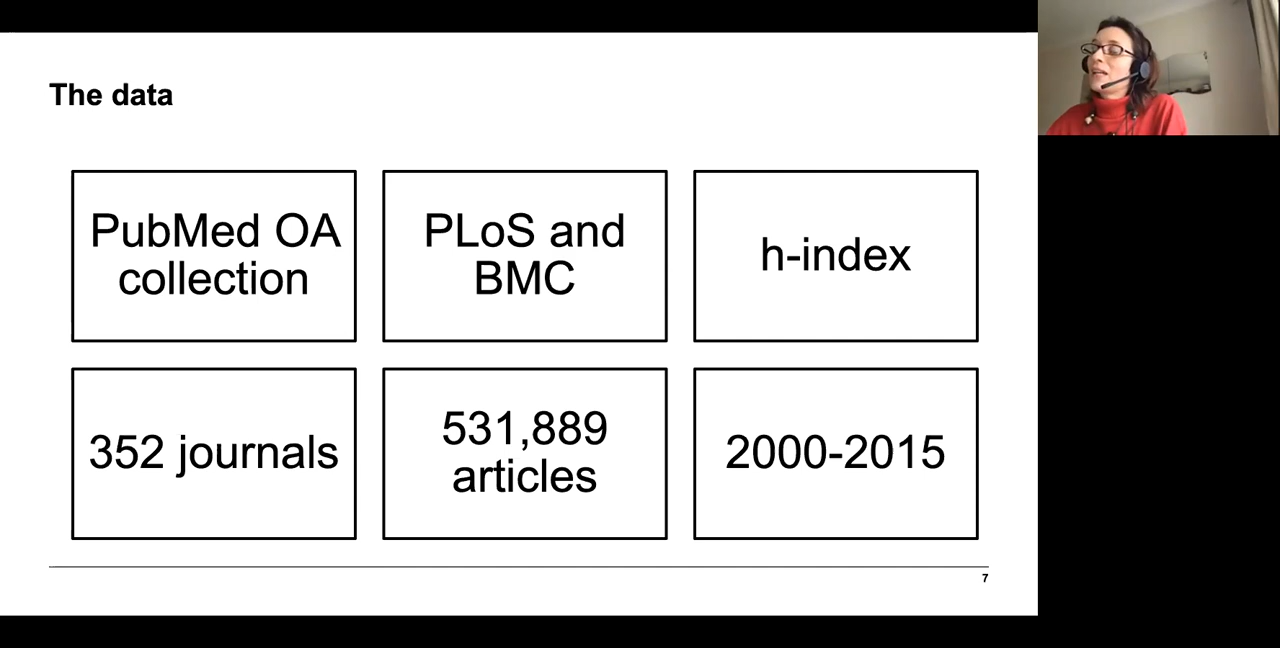 The data
PubMed OA
collection
PLoS and
BMC
h-index
352 journals
531,889
articles
2000-2015
7